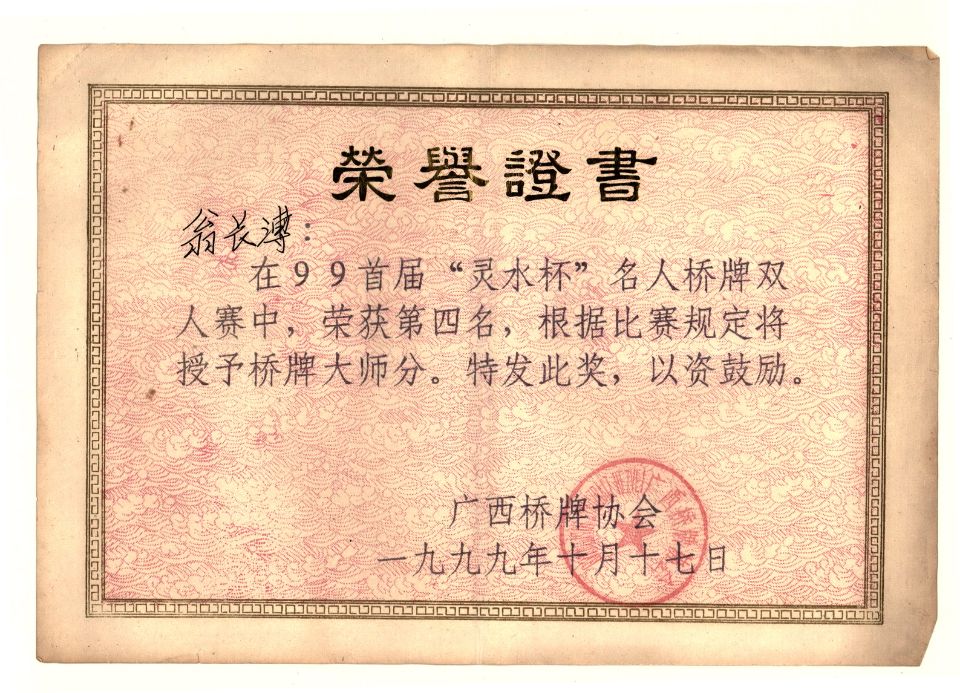 榮譽證書
翁长溥：
在99首届“灵水杯”名人桥牌双
人赛中，荣获第四名，根据比赛规定将
授予桥牌大师分。特发此奖，以资鼓励。
广西桥牌协会
一九九九年十月十七日